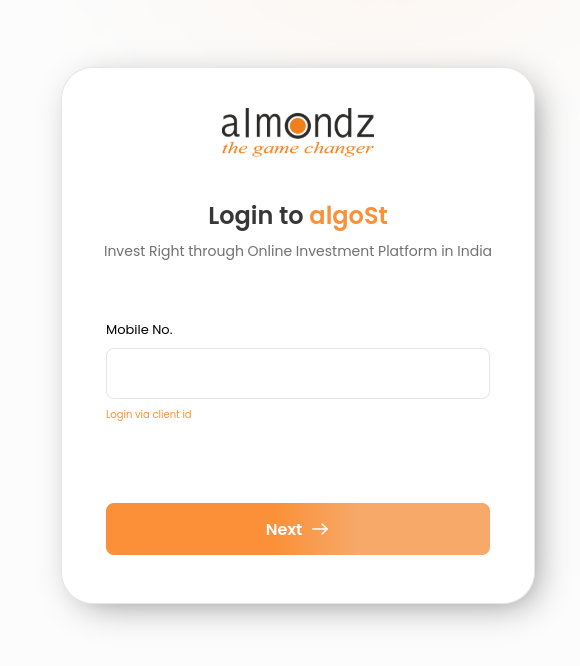 almondz
the game changer
Login to algoSt
Invest Right through Online Investment Platform in India
Mobile No.
Login via client id
Next